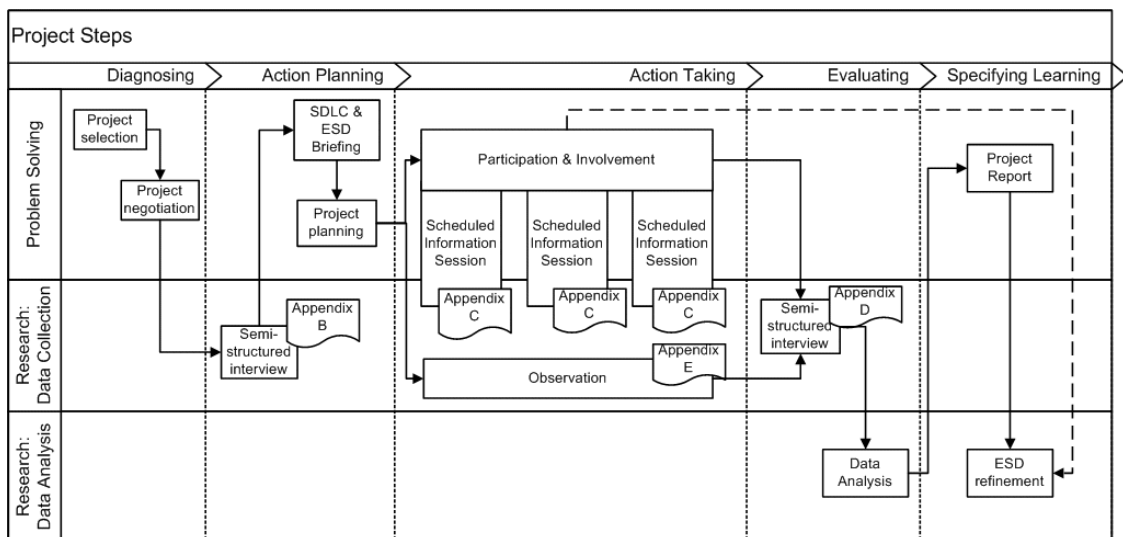 Project Steps
Diagnosing
Action Planning
Action Taking
Evaluating
Specifying Learning
Problem Solving
Project
selection
Project
negotiation
SDLC &
ESD
Briefing
Project
planning
Participation & Involvement
Scheduled
Information
Session
Scheduled
Information
Session
Scheduled
Information
Session
Project
Report
Research:
Data Collection
Semi-
structured
interview
Appendix
B
Appendix
C
Appendix
C
Appendix
C
Observation
Appendix
E
Semi-
structured
interview
Appendix
D
Research:
Data Analysis
Data
Analysis
ESD
refinement